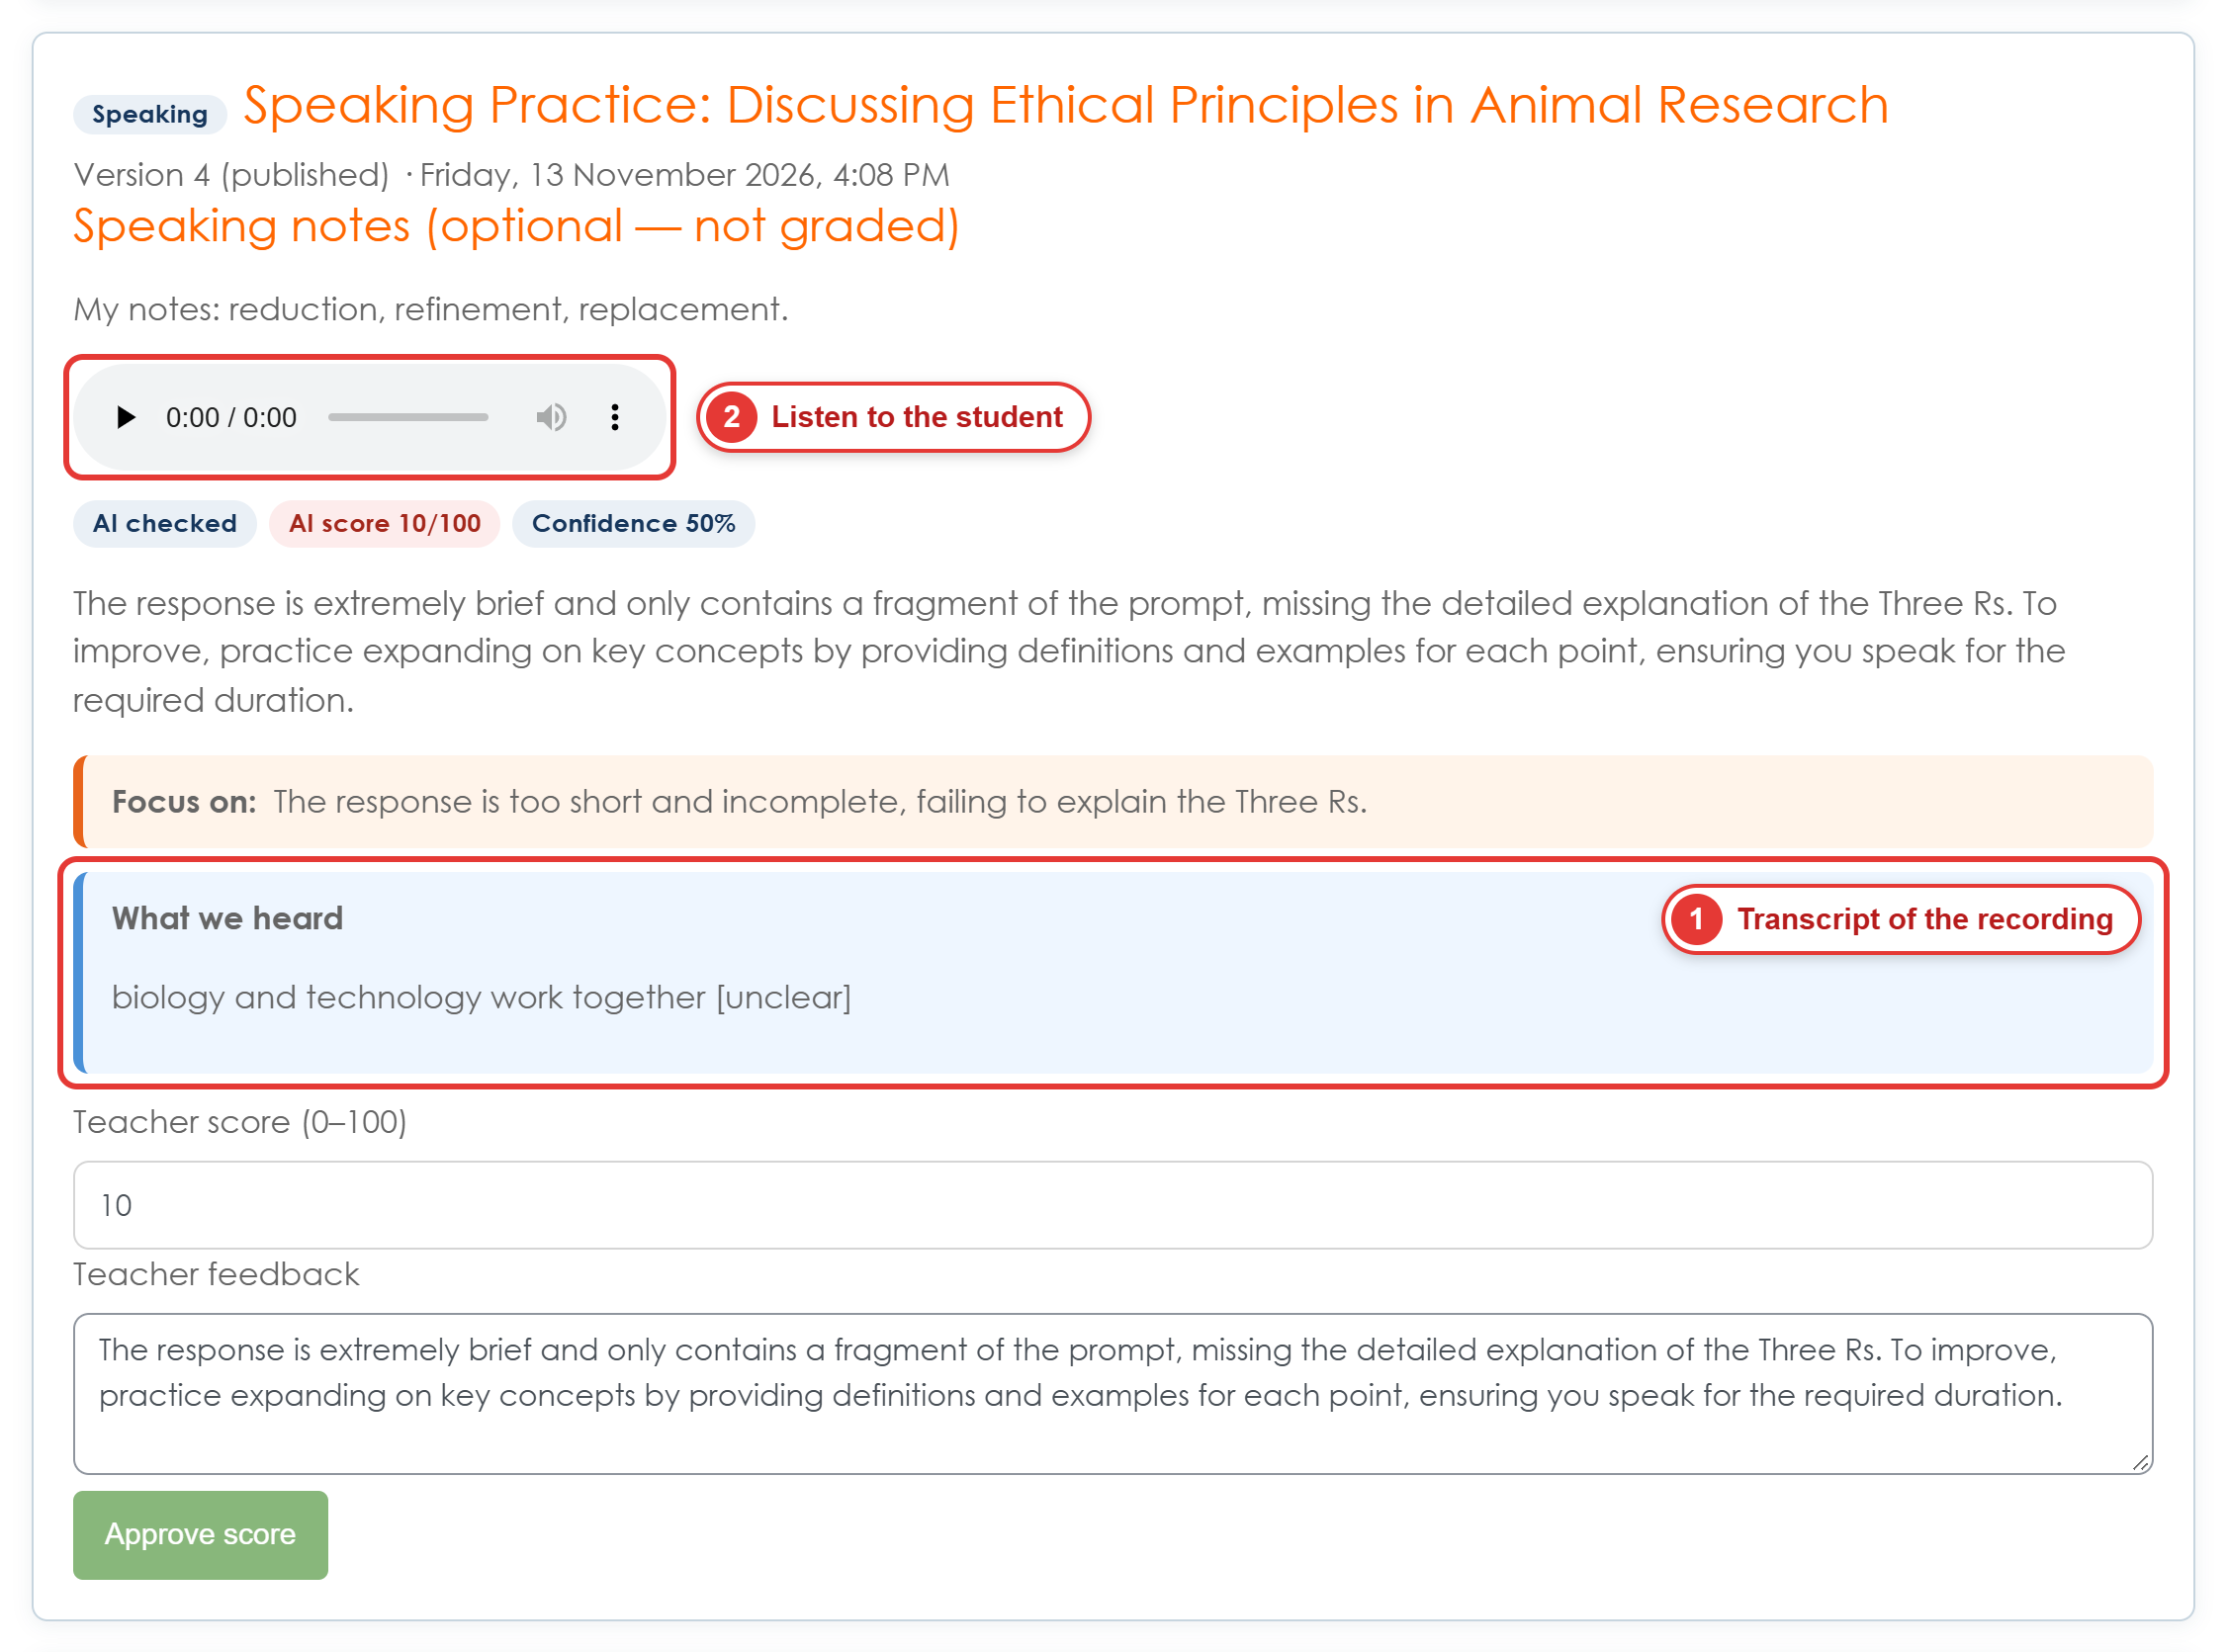 Speaking Speaking Practice: Discussing Ethical Principles in Animal Research
Version 4 (published) · Friday, 13 November 2026, 4:08 PM
Speaking notes (optional — not graded)
My notes: reduction, refinement, replacement.
0:00 / 0:00
2 Listen to the student
AI checked AI score 10/100 Confidence 50%
The response is extremely brief and only contains a fragment of the prompt, missing the detailed explanation of the Three Rs. To
improve, practice expanding on key concepts by providing definitions and examples for each point, ensuring you speak for the
required duration.
Focus on: The response is too short and incomplete, failing to explain the Three Rs.
What we heard
1 Transcript of the recording
biology and technology work together [unclear]
Teacher score (0–100)
10
Teacher feedback
The response is extremely brief and only contains a fragment of the prompt, missing the detailed explanation of the Three Rs. To improve,
practice expanding on key concepts by providing definitions and examples for each point, ensuring you speak for the required duration.
Approve score